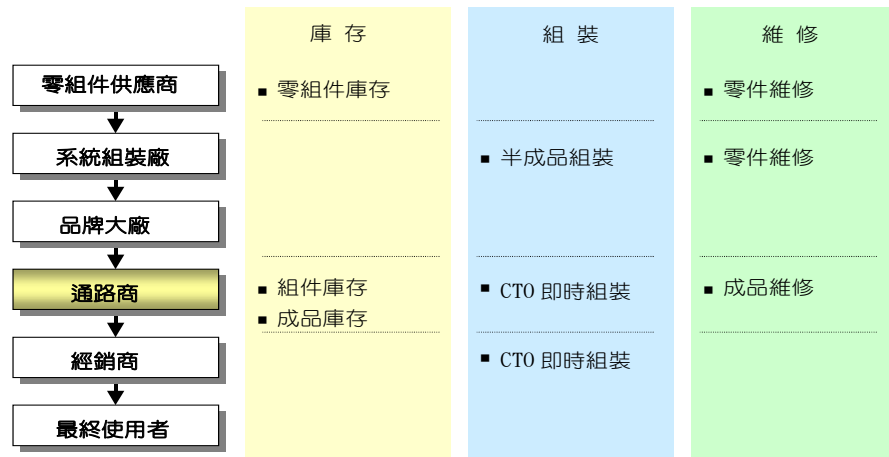 庫 存
組 裝
維 修
零組件供應商
■ 零組件庫存
■ 零件維修
系統組裝廠
■ 半成品組裝
■ 零件維修
品牌大廠
通路商
■ 組件庫存
■ 成品庫存
■ CTO 即時組裝
■ 成品維修
經銷商
■ CTO 即時組裝
最終使用者